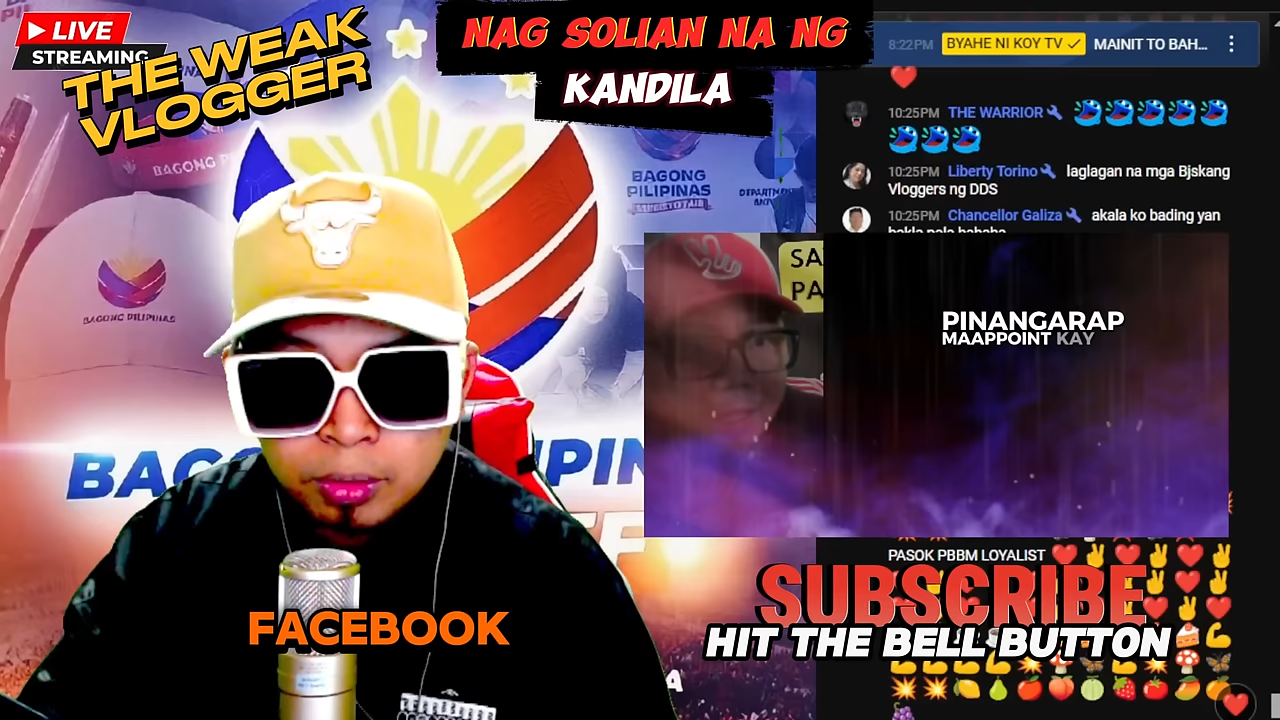 LIVE
STREAMING
THE WEAK
VLOGGER
NAG SOLIAN NA NG
KANDILA
8:22PM BYAHE NI KOY TV MAINIT TO BAH...
10:25PM THE WARRIOR
10:25PM Liberty Torino laglagan na mga Bjskang
Vloggers ng DDS
10:25PM Chancellor Galiza akala ko bading yan
BAGONG
PILIPINAS
BAGONG PILIPINAS
BAGONG P
SA
PA
PINANGARAP
MAAPPOINT KAY
PASOK PBBM LOYALIST
SUBSCRIBE
HIT THE BELL BUTTON
FACEBOOK